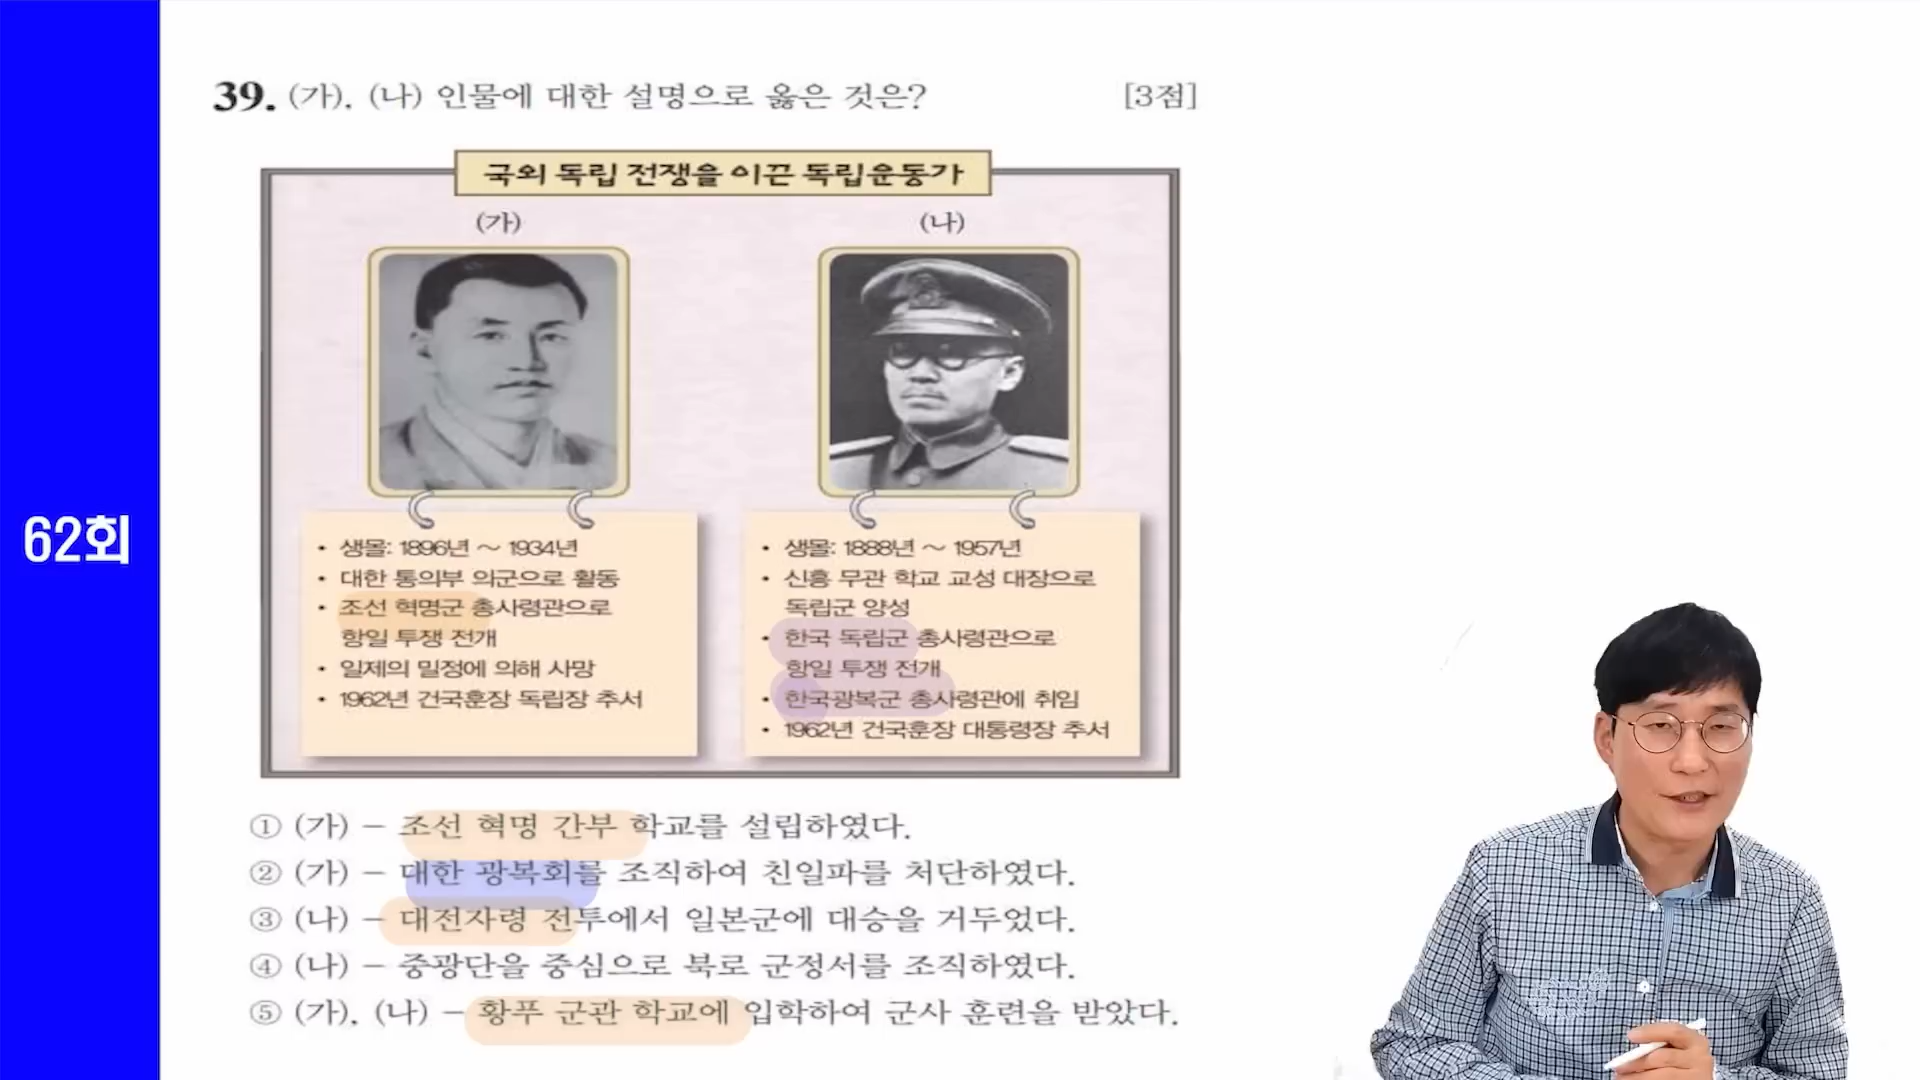 39. (가), (나) 인물에 대한 설명으로 옳은 것은? [3점]
국외 독립 전쟁을 이끈 독립운동가
(가)
(나)
• 생몰: 1896년 ~ 1934년
• 대한 통의부 의군으로 활동
• 조선 혁명군 총사령관으로
항일 투쟁 전개
• 일제의 밀정에 의해 사망
• 1962년 건국훈장 독립장 추서
• 생몰: 1888년 ~ 1957년
• 신흥 무관 학교 교성 대장으로
독립군 양성
• 한국 독립군 총사령관으로
항일 투쟁 전개
• 한국광복군 총사령관에 취임
• 1962년 건국훈장 대통령장 추서
62회
① (가) - 조선 혁명 간부 학교를 설립하였다.
② (가) - 대한 광복회를 조직하여 친일파를 처단하였다.
③ (나) - 대전자령 전투에서 일본군에 대승을 거두었다.
④ (나) - 중광단을 중심으로 북로 군정서를 조직하였다.
⑤ (가), (나) - 황푸 군관 학교에 입학하여 군사 훈련을 받았다.